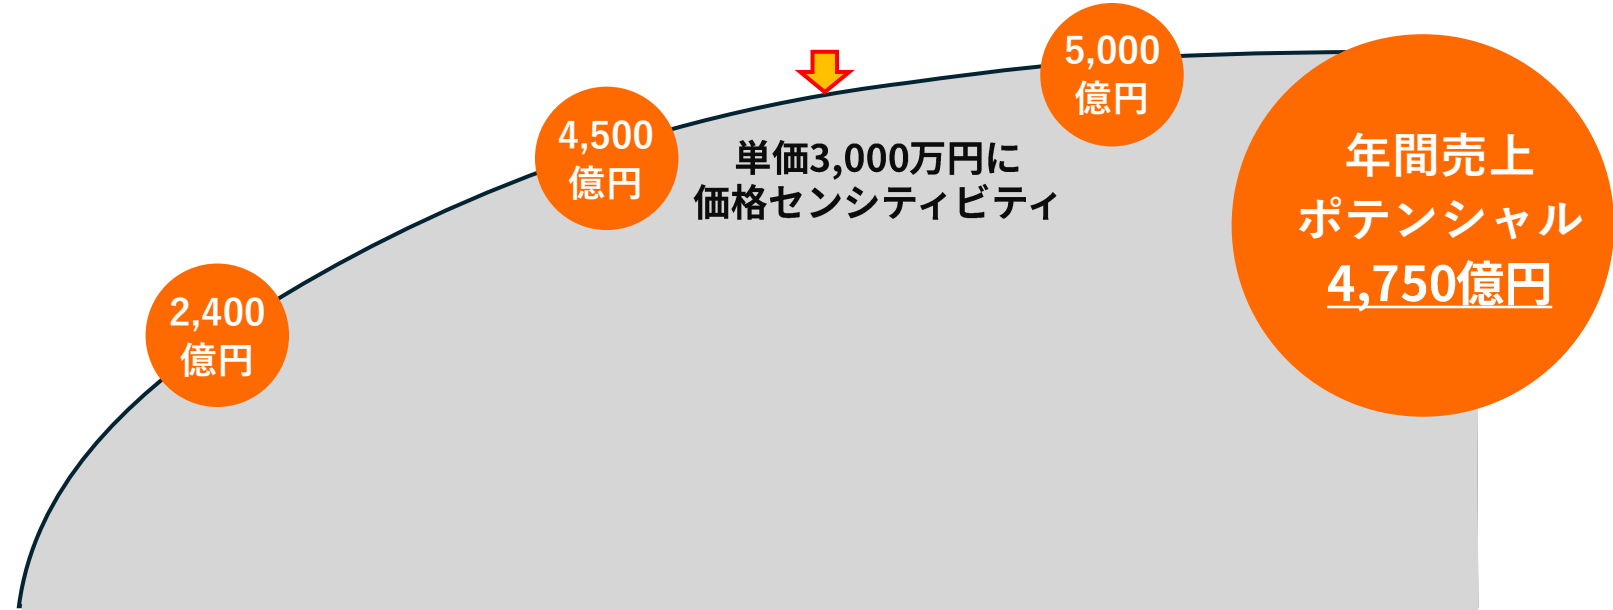 2,400
億円
4,500
億円
単価3,000万円に
価格センシティビティ
5,000
億円
年間売上
ポテンシャル
4,750億円